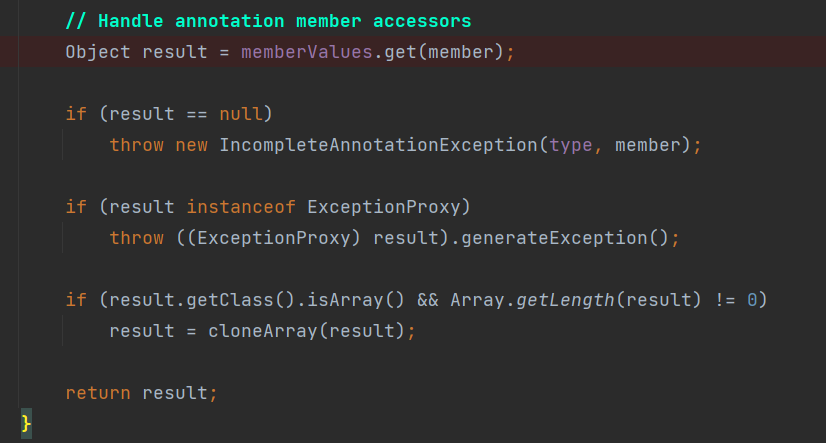 // Handle annotation member accessors
Object result = memberValues.get(member);
if (result == null)
throw new IncompleteAnnotationException(type, member);
if (result instanceof ExceptionProxy)
throw ((ExceptionProxy) result).generateException();
if (result.getClass().isArray() && Array.getLength(result) != 0)
result = cloneArray(result);
return result;
}